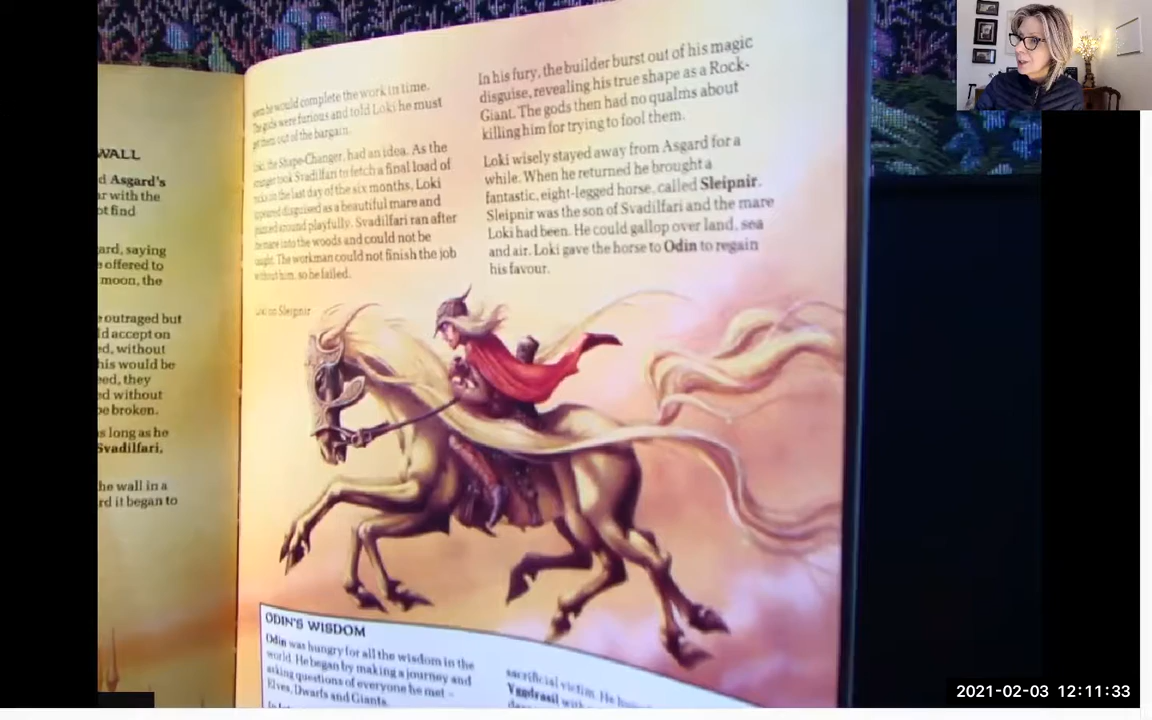 WALL
d Asgard's
ar with the
ot find
ard, saying
e offered to
moon, the
e outraged but
ld accept on
ed, without
his would be
eed, they
ed without
be broken.
s long as he
Svadilfari,
he wall in a
rd it began to
he would complete the work in time.
The gods were furious and told Loki he must
get them out of the bargain.
Loki, the Shape-Changer, had an idea. As the
stranger took Svadilfari to fetch a final load of
rocks on the last day of the six months, Loki
appeared disguised as a beautiful mare and
around playfully. Svadilfari ran after
the mare into the woods and could not be
caught. The workman could not finish the job
without him, so he failed.
Loki on Sleipnir
In his fury, the builder burst out of his magic
disguise, revealing his true shape as a Rock-
Giant. The gods then had no qualms about
killing him for trying to fool them.
Loki wisely stayed away from Asgard for a
while. When he returned he brought a
fantastic, eight-legged horse, called Sleipnir.
Sleipnir was the son of Svadilfari and the mare
Loki had been. He could gallop over land, sea
and air. Loki gave the horse to Odin to regain
his favour.
ODIN'S WISDOM
Odin was hungry for all the wisdom in the
world. He began by making a journey and
asking questions of everyone he met –
Elves, Dwarfs and Giants.
sacrificial victim. He
Yggdrasil with
2021-02-03 12:11:33